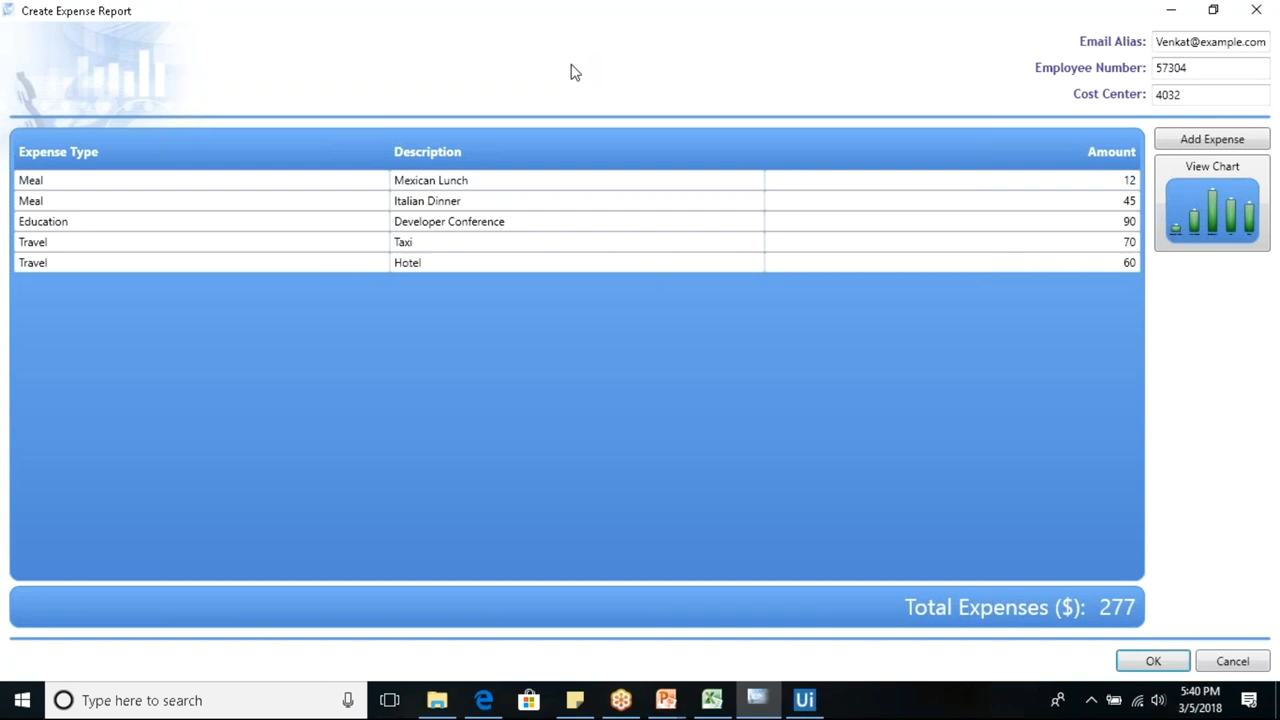 Create Expense Report
Email Alias: Venkat@example.com
Employee Number: 57304
Cost Center: 4032
Expense Type Description Amount
Meal Mexican Lunch 12
Meal Italian Dinner 45
Education Developer Conference 90
Travel Taxi 70
Travel Hotel 60
Add Expense
View Chart
Total Expenses ($): 277
OK Cancel
Type here to search
Ui
5:40 PM
3/5/2018